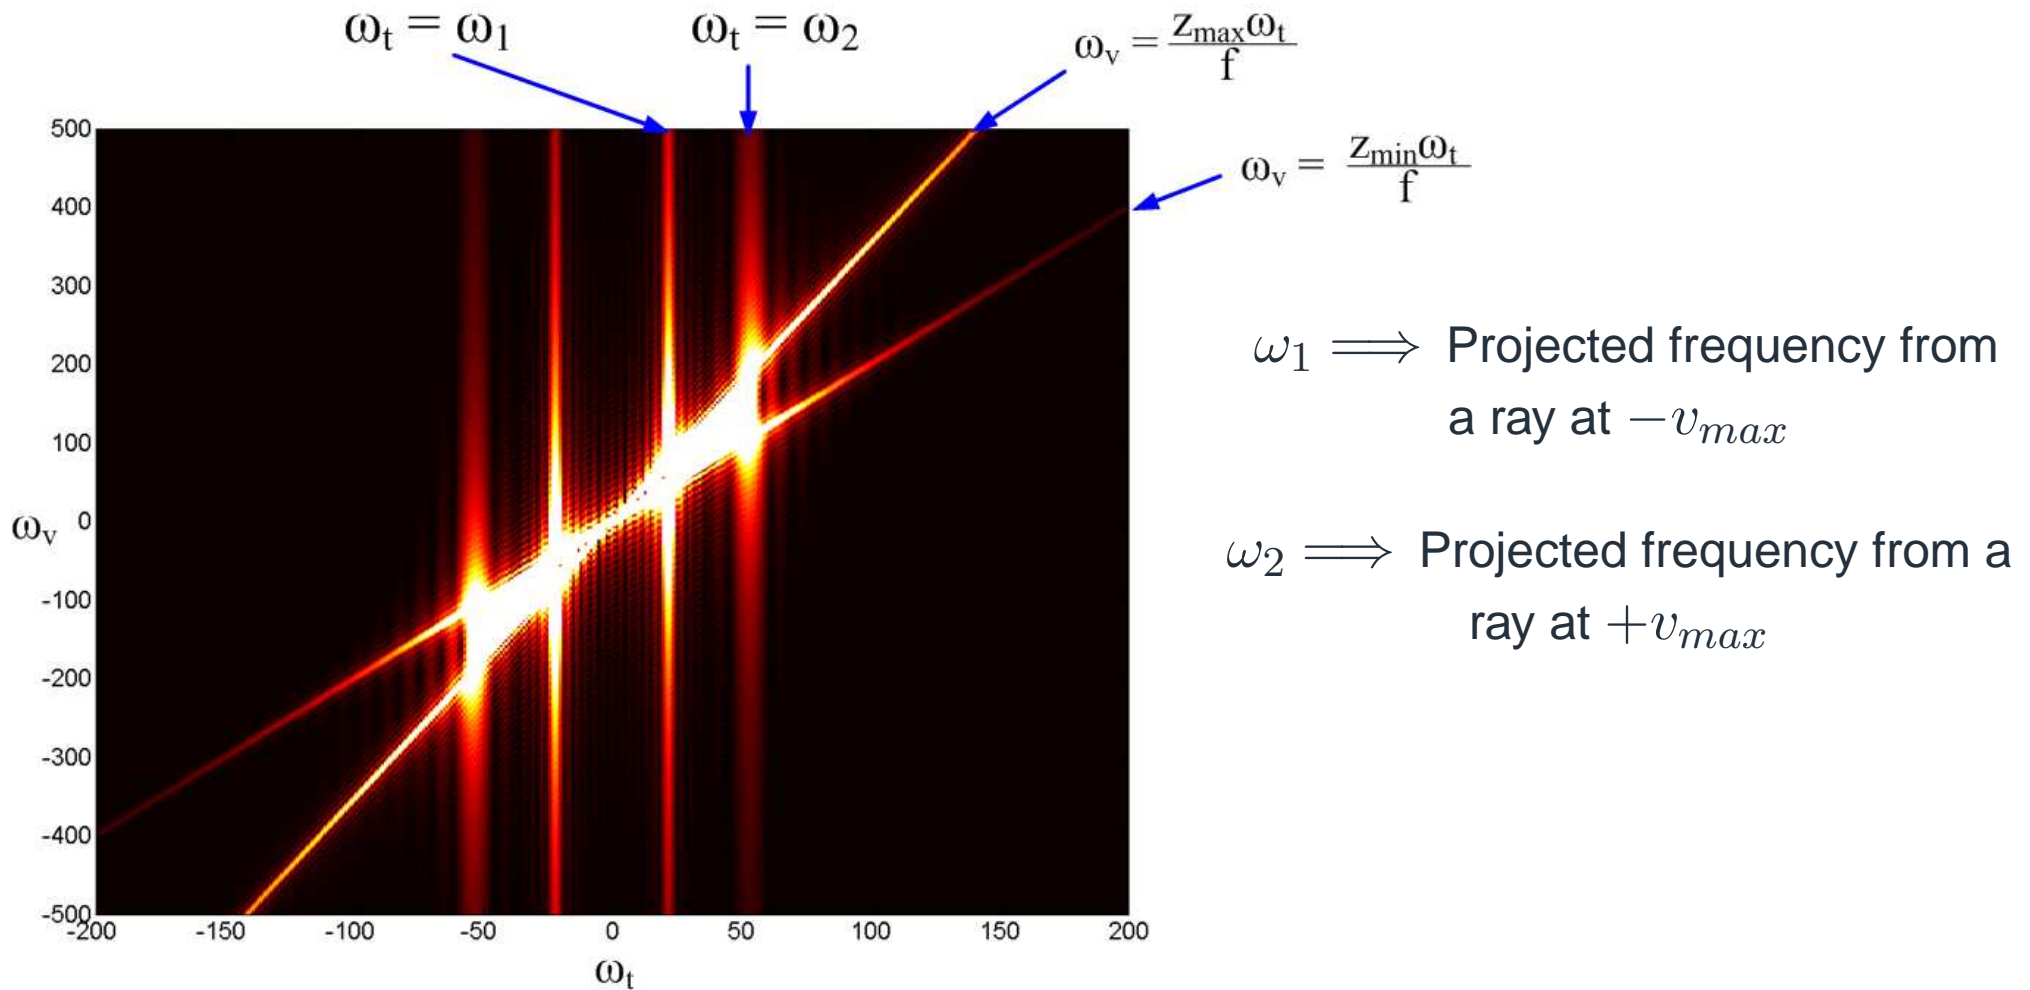 ωt = ω1
ωt = ω2
ωv = zmaxωt / f
ωv = zminωt / f
500
400
300
200
100
0
-100
-200
-300
-400
-500
ωv
-200 -150 -100 -50 0 50 100 150 200
ωt
ω1 ⟹ Projected frequency from
a ray at −vmax
ω2 ⟹ Projected frequency from a
ray at +vmax